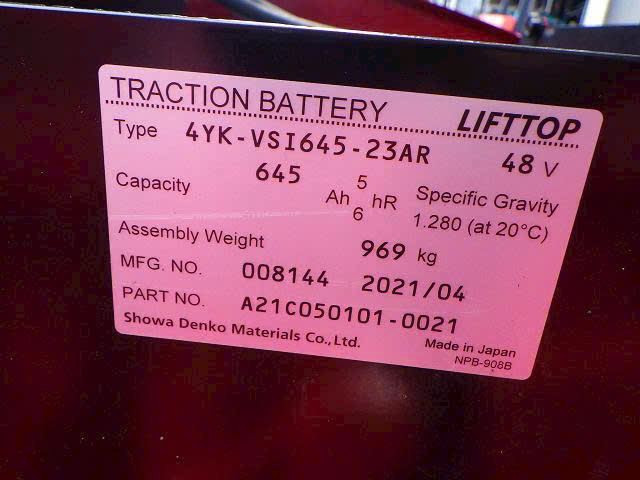 TRACTION BATTERY LIFTTOP
Type 4YK-VSI645-23AR 48 V
Capacity 645 Ah 5 hR Specific Gravity
6 1.280 (at 20°C)
Assembly Weight 969 kg
MFG. NO. 008144 2021/04
PART NO. A21C050101-0021
Showa Denko Materials Co.,Ltd. Made in Japan
NPB-908B